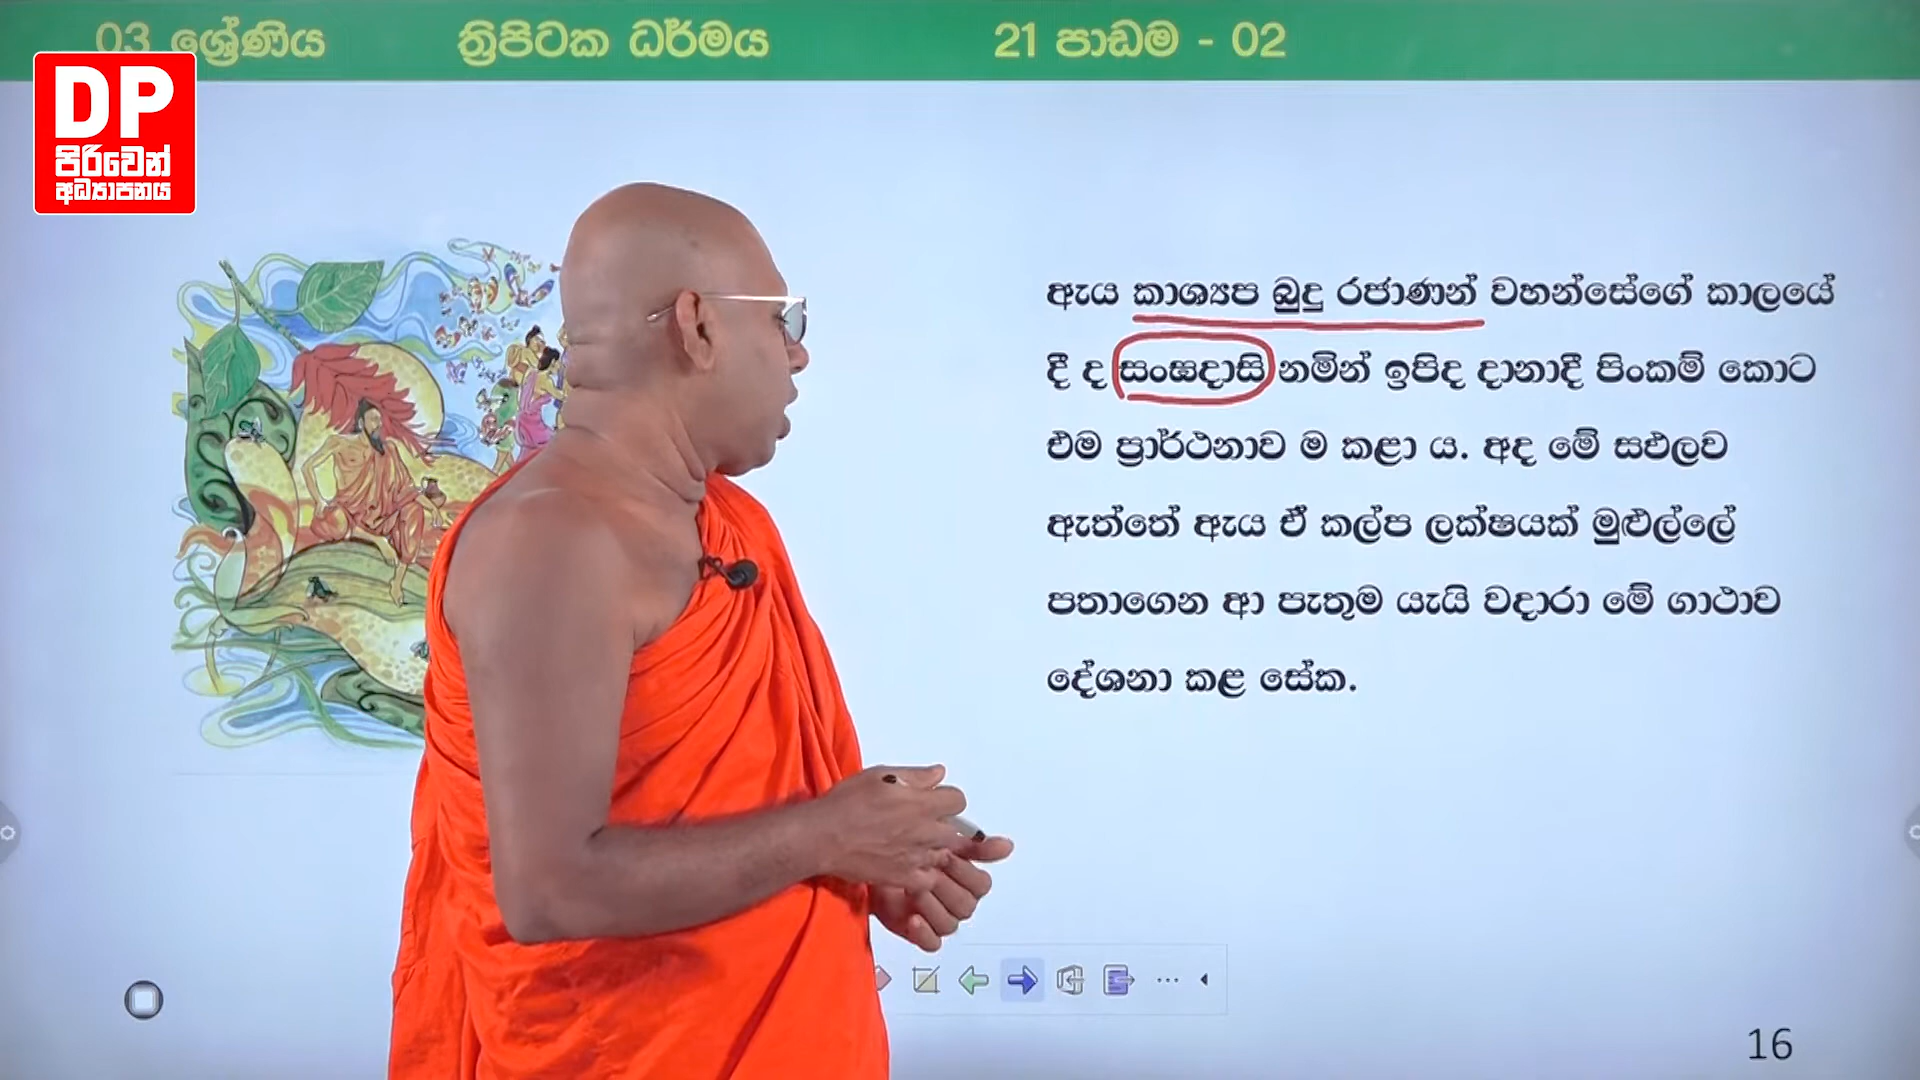 03 ශ්‍රේණිය ත්‍රිපිටක ධර්මය 21 පාඩම - 02
DP
පිරිවෙන්
අධ්‍යාපනය
ඇය කාශ්‍යප බුදු රජාණන් වහන්සේගේ කාලයේ
දී ද සංඝදාසි නමින් ඉපිද දානාදී පිංකම් කොට
එම ප්‍රාර්ථනාව ම කළා ය. අද මේ සඵලව
ඇත්තේ ඇය ඒ කල්ප ලක්ෂයක් මුළුල්ලේ
පතාගෙන ආ පැතුම යැයි වදාරා මේ ගාථාව
දේශනා කළ සේක.
16